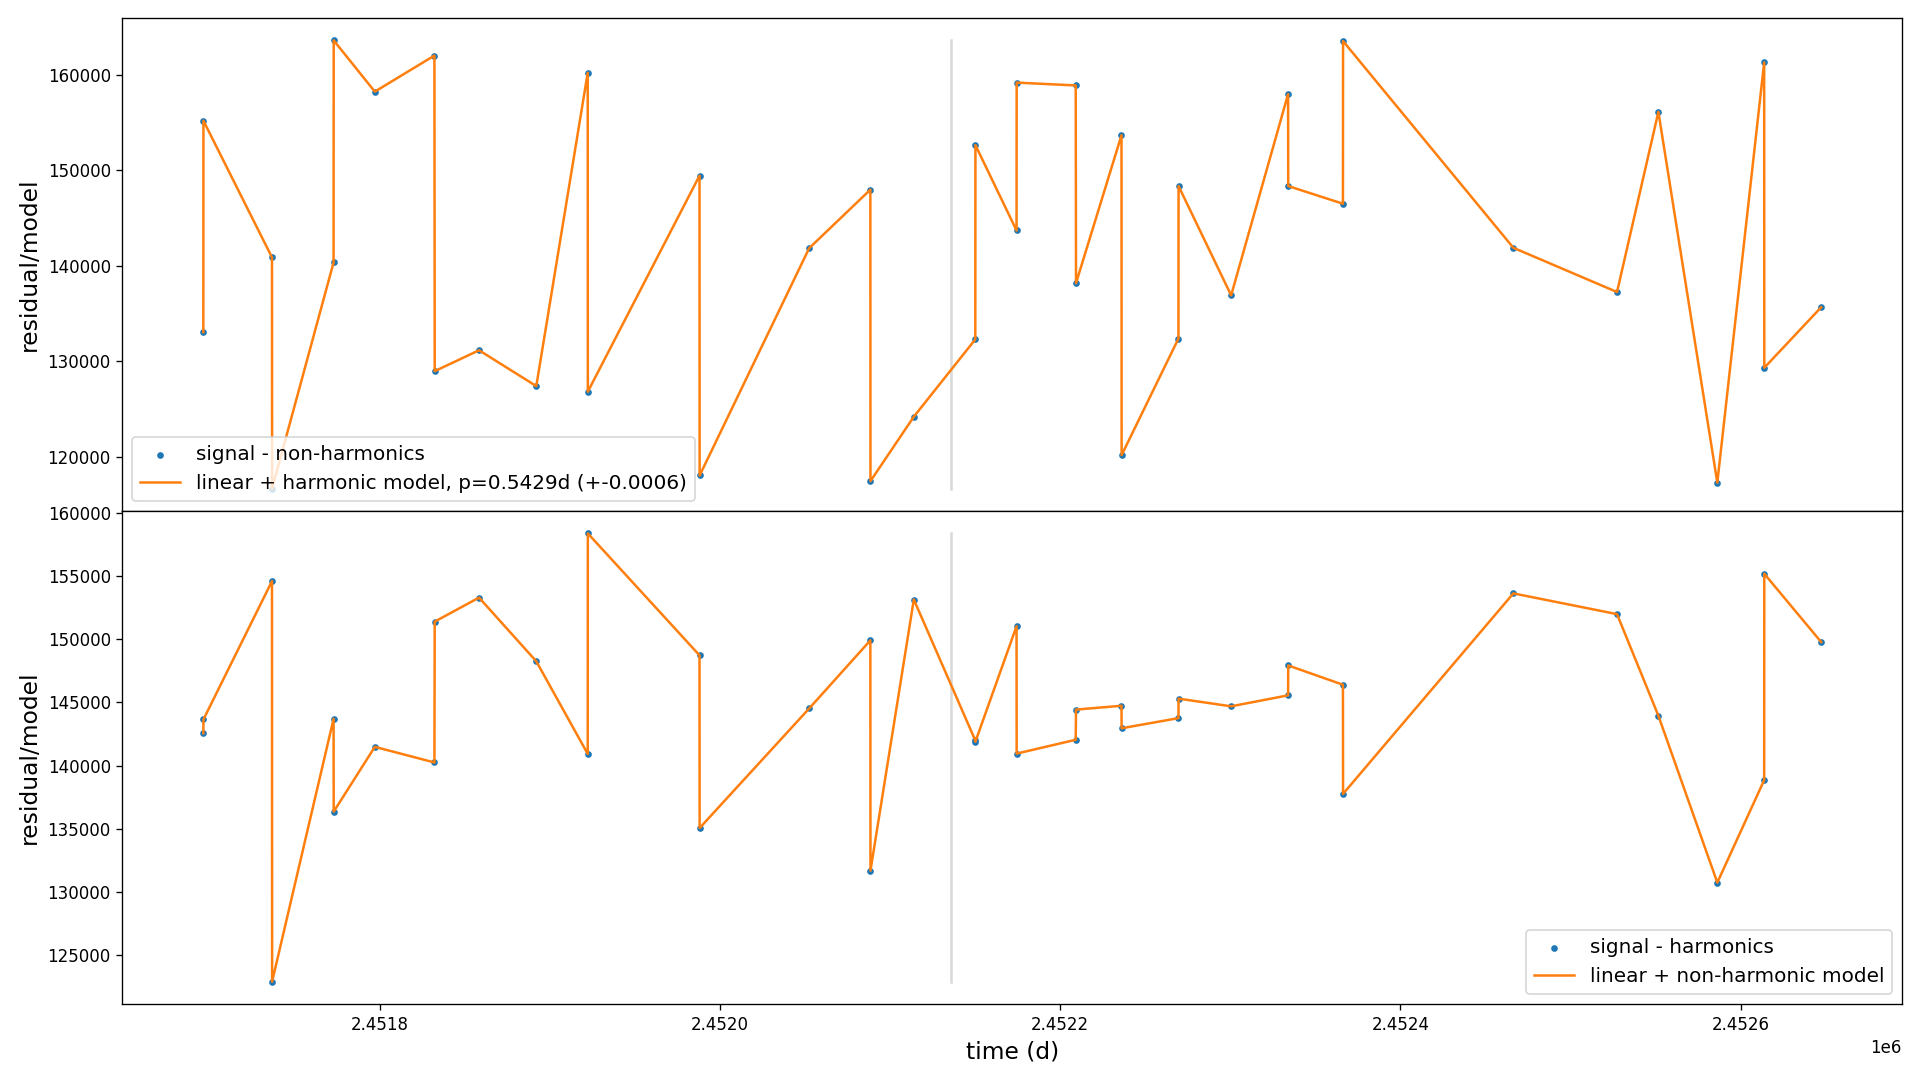 residual/model
160000
150000
140000
130000
120000
signal - non-harmonics
linear + harmonic model, p=0.5429d (+-0.0006)
residual/model
160000
155000
150000
145000
140000
135000
130000
125000
signal - harmonics
linear + non-harmonic model
2.4518
2.4520
2.4522
2.4524
2.4526
time (d)
1e6